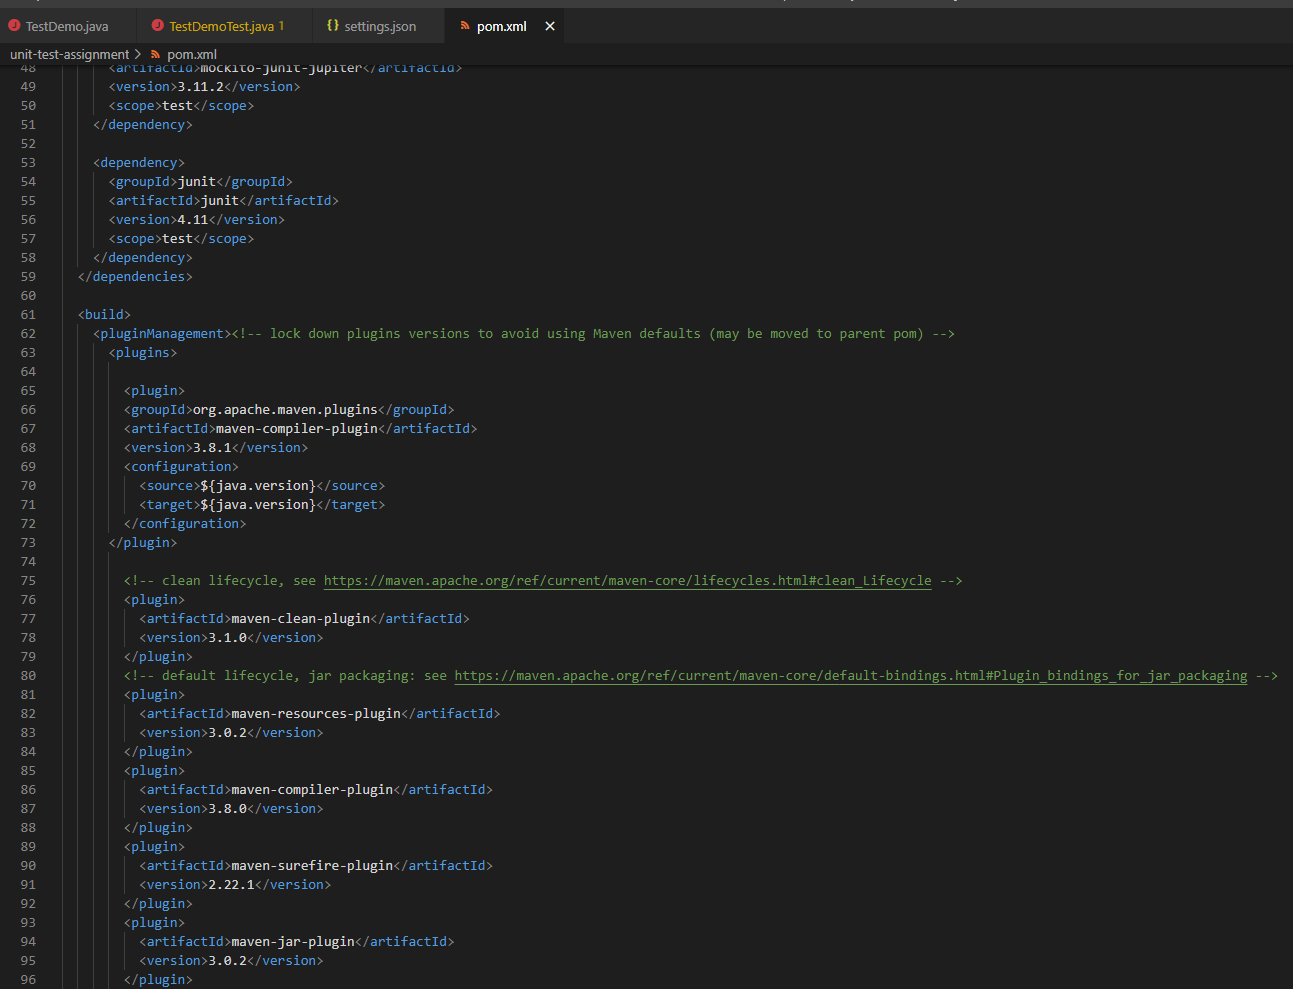 TestDemo.java
TestDemoTest.java 1
settings.json
pom.xml
unit-test-assignment > pom.xml
48 <artifactId>mockito-junit-jupiter</artifactId>
49 <version>3.11.2</version>
50 <scope>test</scope>
51 </dependency>
52
53 <dependency>
54 <groupId>junit</groupId>
55 <artifactId>junit</artifactId>
56 <version>4.11</version>
57 <scope>test</scope>
58 </dependency>
59 </dependencies>
60
61 <build>
62 <pluginManagement><!-- lock down plugins versions to avoid using Maven defaults (may be moved to parent pom) -->
63 <plugins>
64
65 <plugin>
66 <groupId>org.apache.maven.plugins</groupId>
67 <artifactId>maven-compiler-plugin</artifactId>
68 <version>3.8.1</version>
69 <configuration>
70 <source>${java.version}</source>
71 <target>${java.version}</target>
72 </configuration>
73 </plugin>
74
75 <!-- clean lifecycle, see https://maven.apache.org/ref/current/maven-core/lifecycles.html#clean_Lifecycle -->
76 <plugin>
77 <artifactId>maven-clean-plugin</artifactId>
78 <version>3.1.0</version>
79 </plugin>
80 <!-- default lifecycle, jar packaging: see https://maven.apache.org/ref/current/maven-core/default-bindings.html#Plugin_bindings_for_jar_packaging -->
81 <plugin>
82 <artifactId>maven-resources-plugin</artifactId>
83 <version>3.0.2</version>
84 </plugin>
85 <plugin>
86 <artifactId>maven-compiler-plugin</artifactId>
87 <version>3.8.0</version>
88 </plugin>
89 <plugin>
90 <artifactId>maven-surefire-plugin</artifactId>
91 <version>2.22.1</version>
92 </plugin>
93 <plugin>
94 <artifactId>maven-jar-plugin</artifactId>
95 <version>3.0.2</version>
96 </plugin>